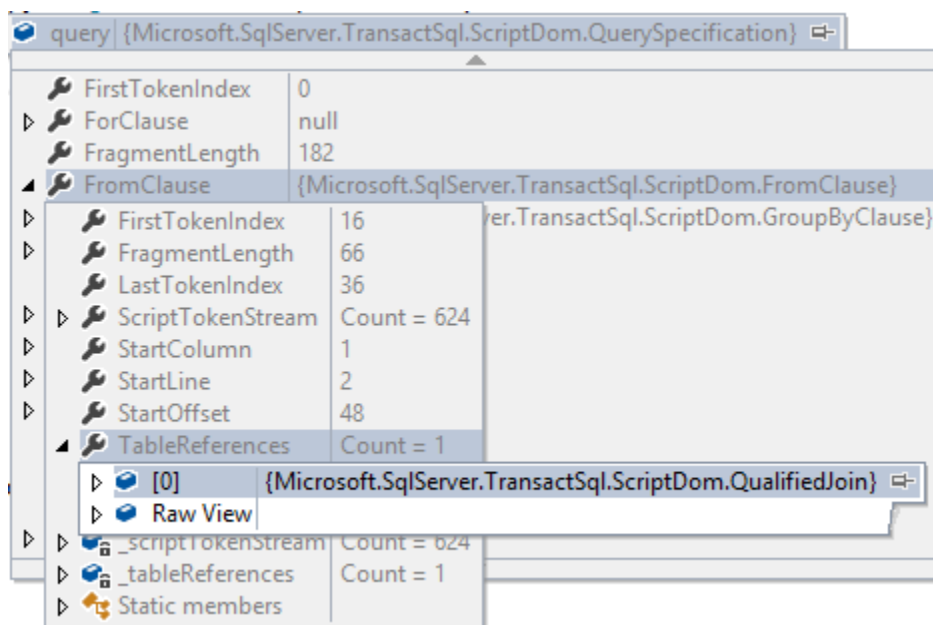 query {Microsoft.SqlServer.TransactSql.ScriptDom.QuerySpecification}
FirstTokenIndex 0
ForClause null
FragmentLength 182
FromClause {Microsoft.SqlServer.TransactSql.ScriptDom.FromClause}
FirstTokenIndex 16 ver.TransactSql.ScriptDom.GroupByClause}
FragmentLength 66
LastTokenIndex 36
ScriptTokenStream Count = 624
StartColumn 1
StartLine 2
StartOffset 48
TableReferences Count = 1
[0] {Microsoft.SqlServer.TransactSql.ScriptDom.QualifiedJoin}
Raw View
_scriptTokenStream Count = 624
_tableReferences Count = 1
Static members